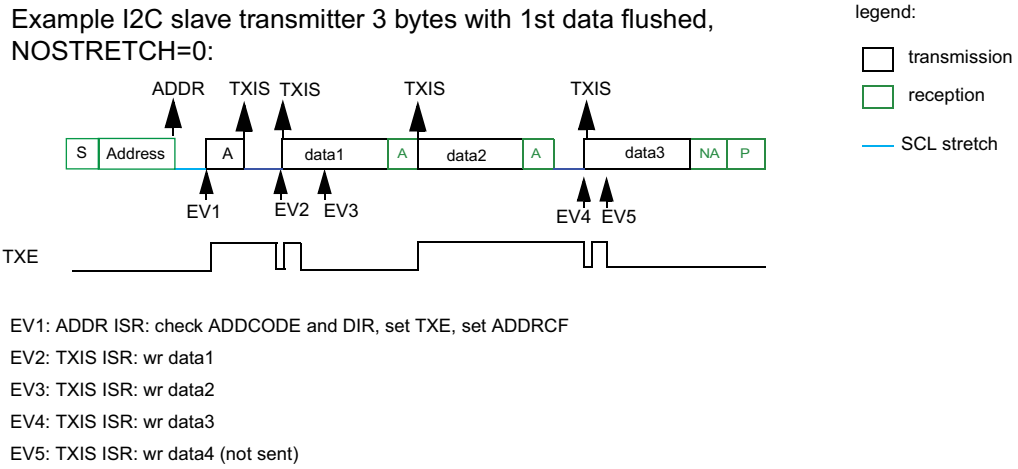 Example I2C slave transmitter 3 bytes with 1st data flushed,
NOSTRETCH=0:
legend:
transmission
reception
SCL stretch
ADDR TXIS TXIS TXIS TXIS
S Address A data1 A data2 A data3 NA P
EV1 EV2 EV3 EV4 EV5
TXE
EV1: ADDR ISR: check ADDCODE and DIR, set TXE, set ADDRCF
EV2: TXIS ISR: wr data1
EV3: TXIS ISR: wr data2
EV4: TXIS ISR: wr data3
EV5: TXIS ISR: wr data4 (not sent)